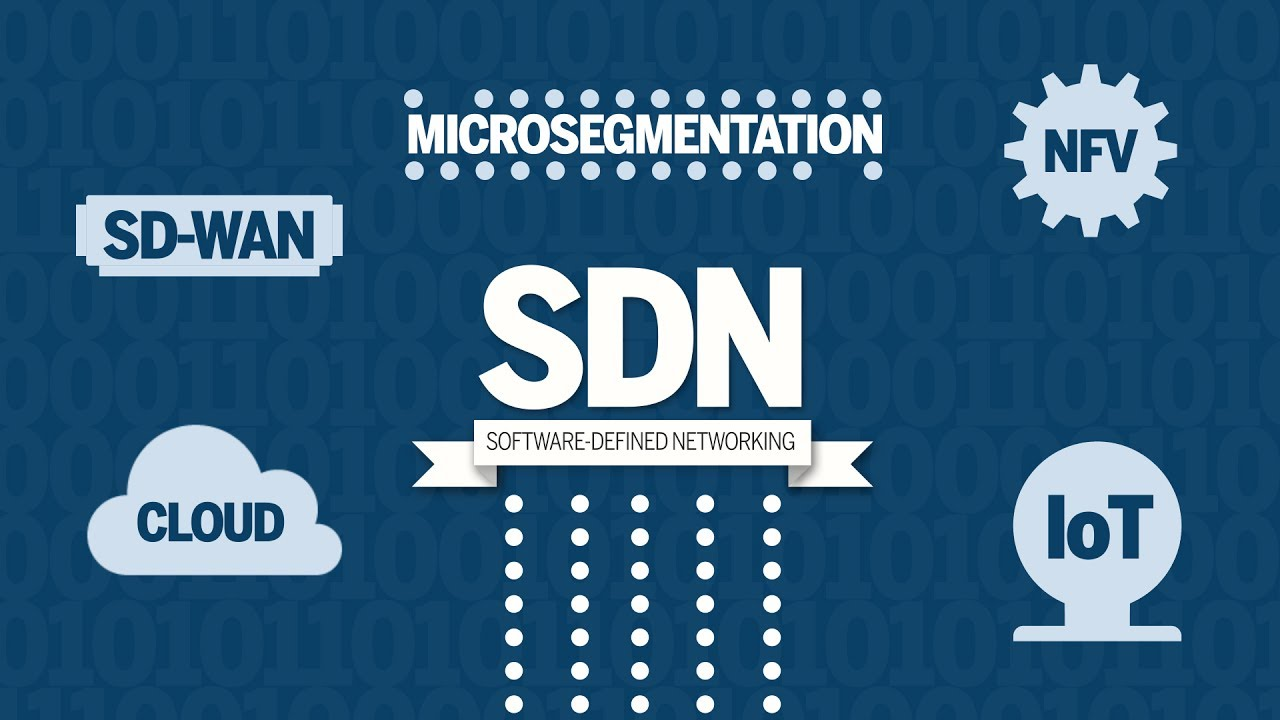 MICROSEGMENTATION
NFV
SD-WAN
SDN
SOFTWARE-DEFINED NETWORKING
CLOUD
IoT